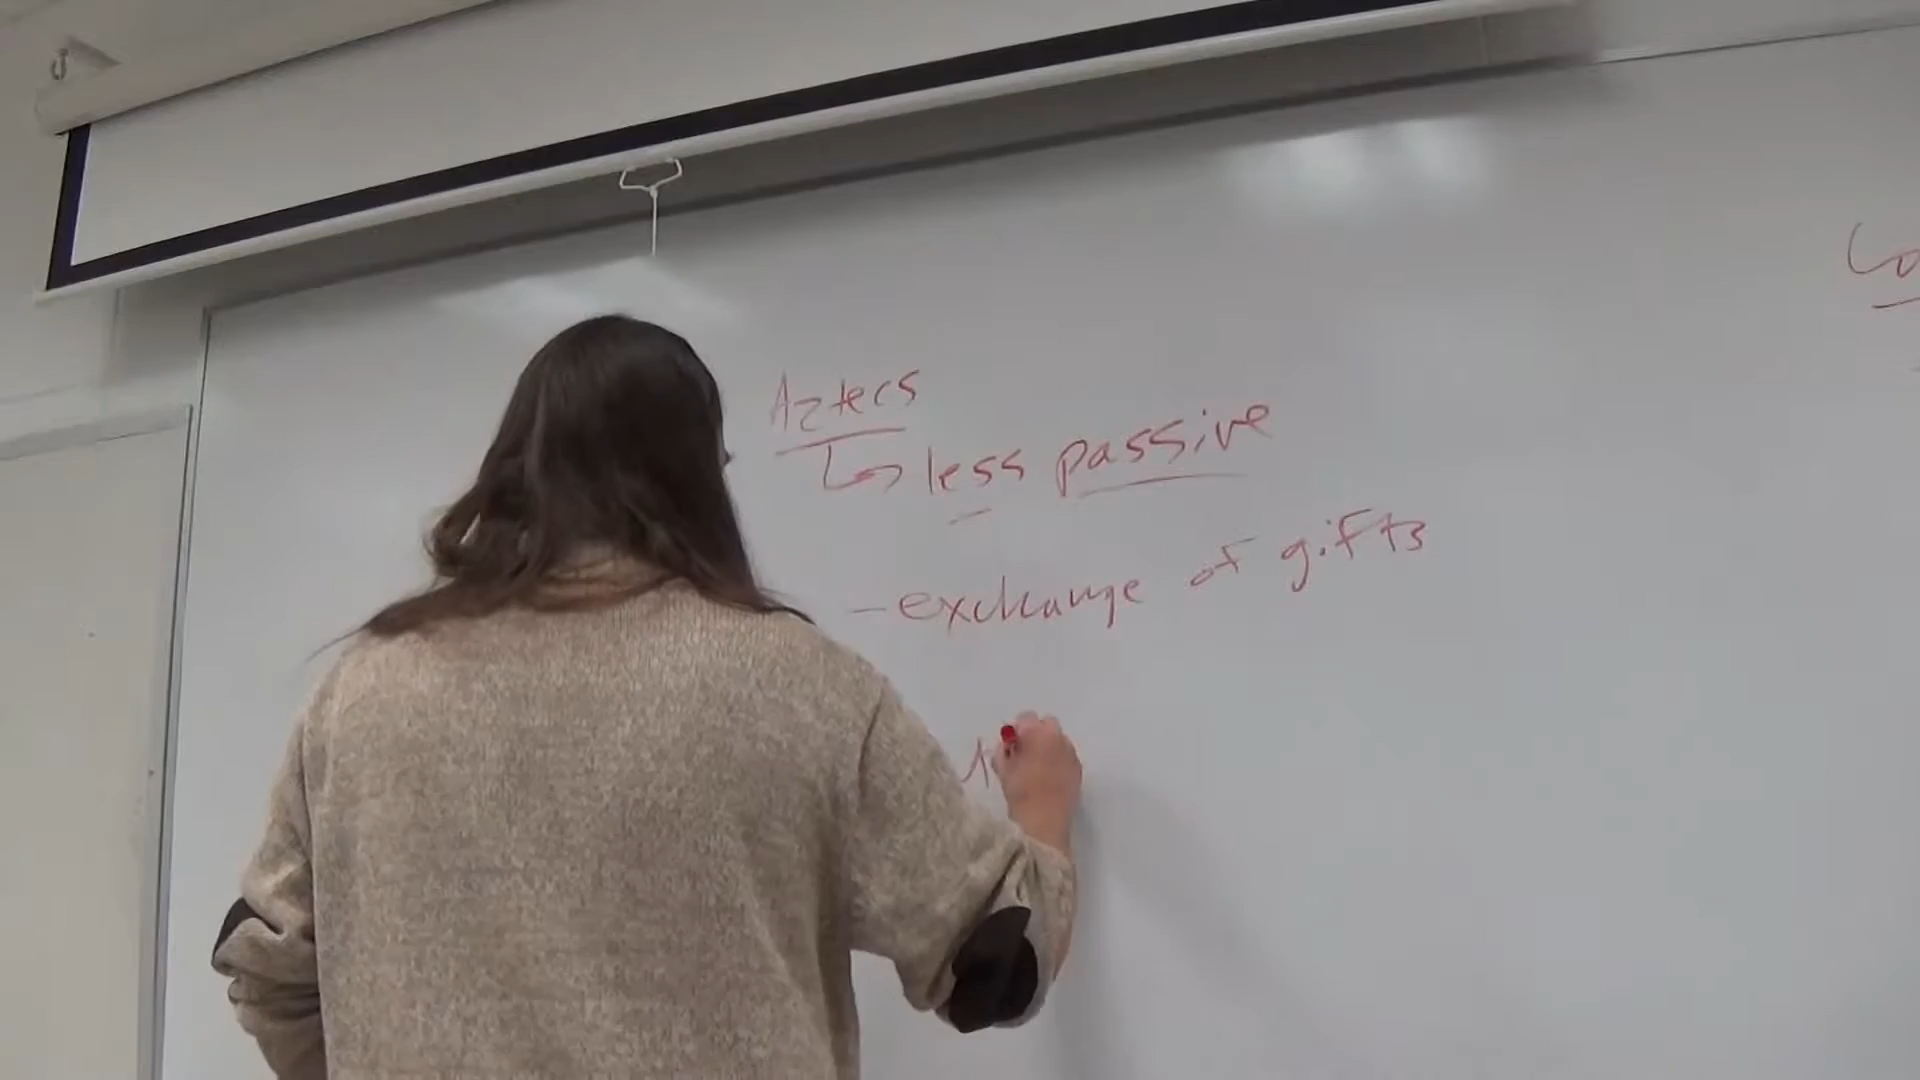 Aztecs
↳ less passive
- exchange of gifts